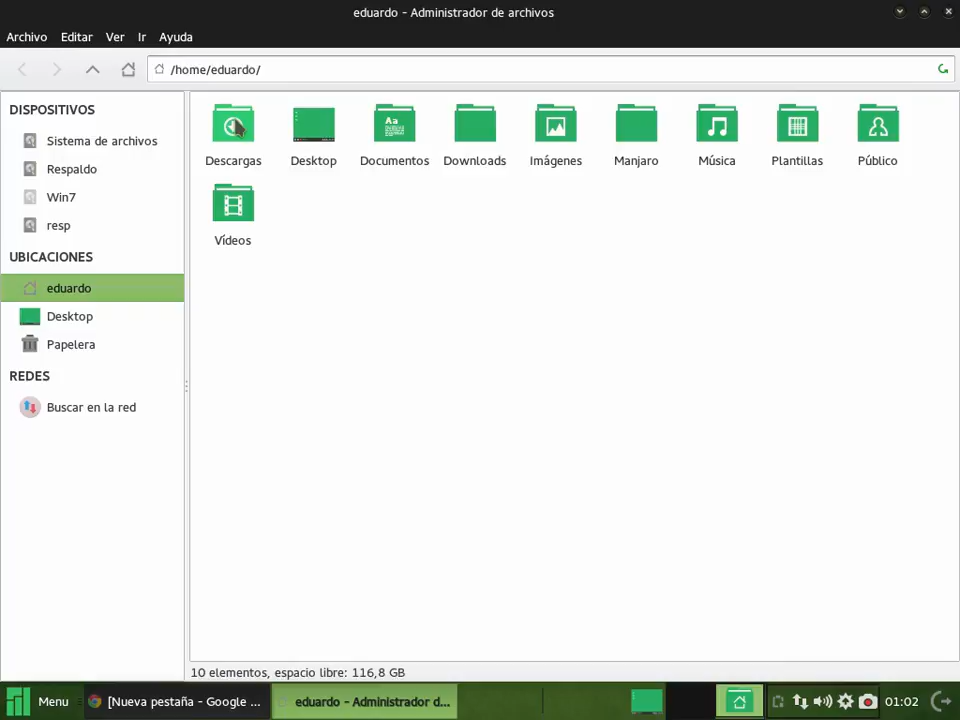 eduardo - Administrador de archivos
Archivo Editar Ver Ir Ayuda
/home/eduardo/
DISPOSITIVOS
Sistema de archivos
Respaldo
Win7
resp
UBICACIONES
eduardo
Desktop
Papelera
REDES
Buscar en la red
Descargas Desktop Documentos Downloads Imágenes Manjaro Música Plantillas Público
Vídeos
10 elementos, espacio libre: 116,8 GB
Menu [Nueva pestaña - Google ... eduardo - Administrador d... 01:02